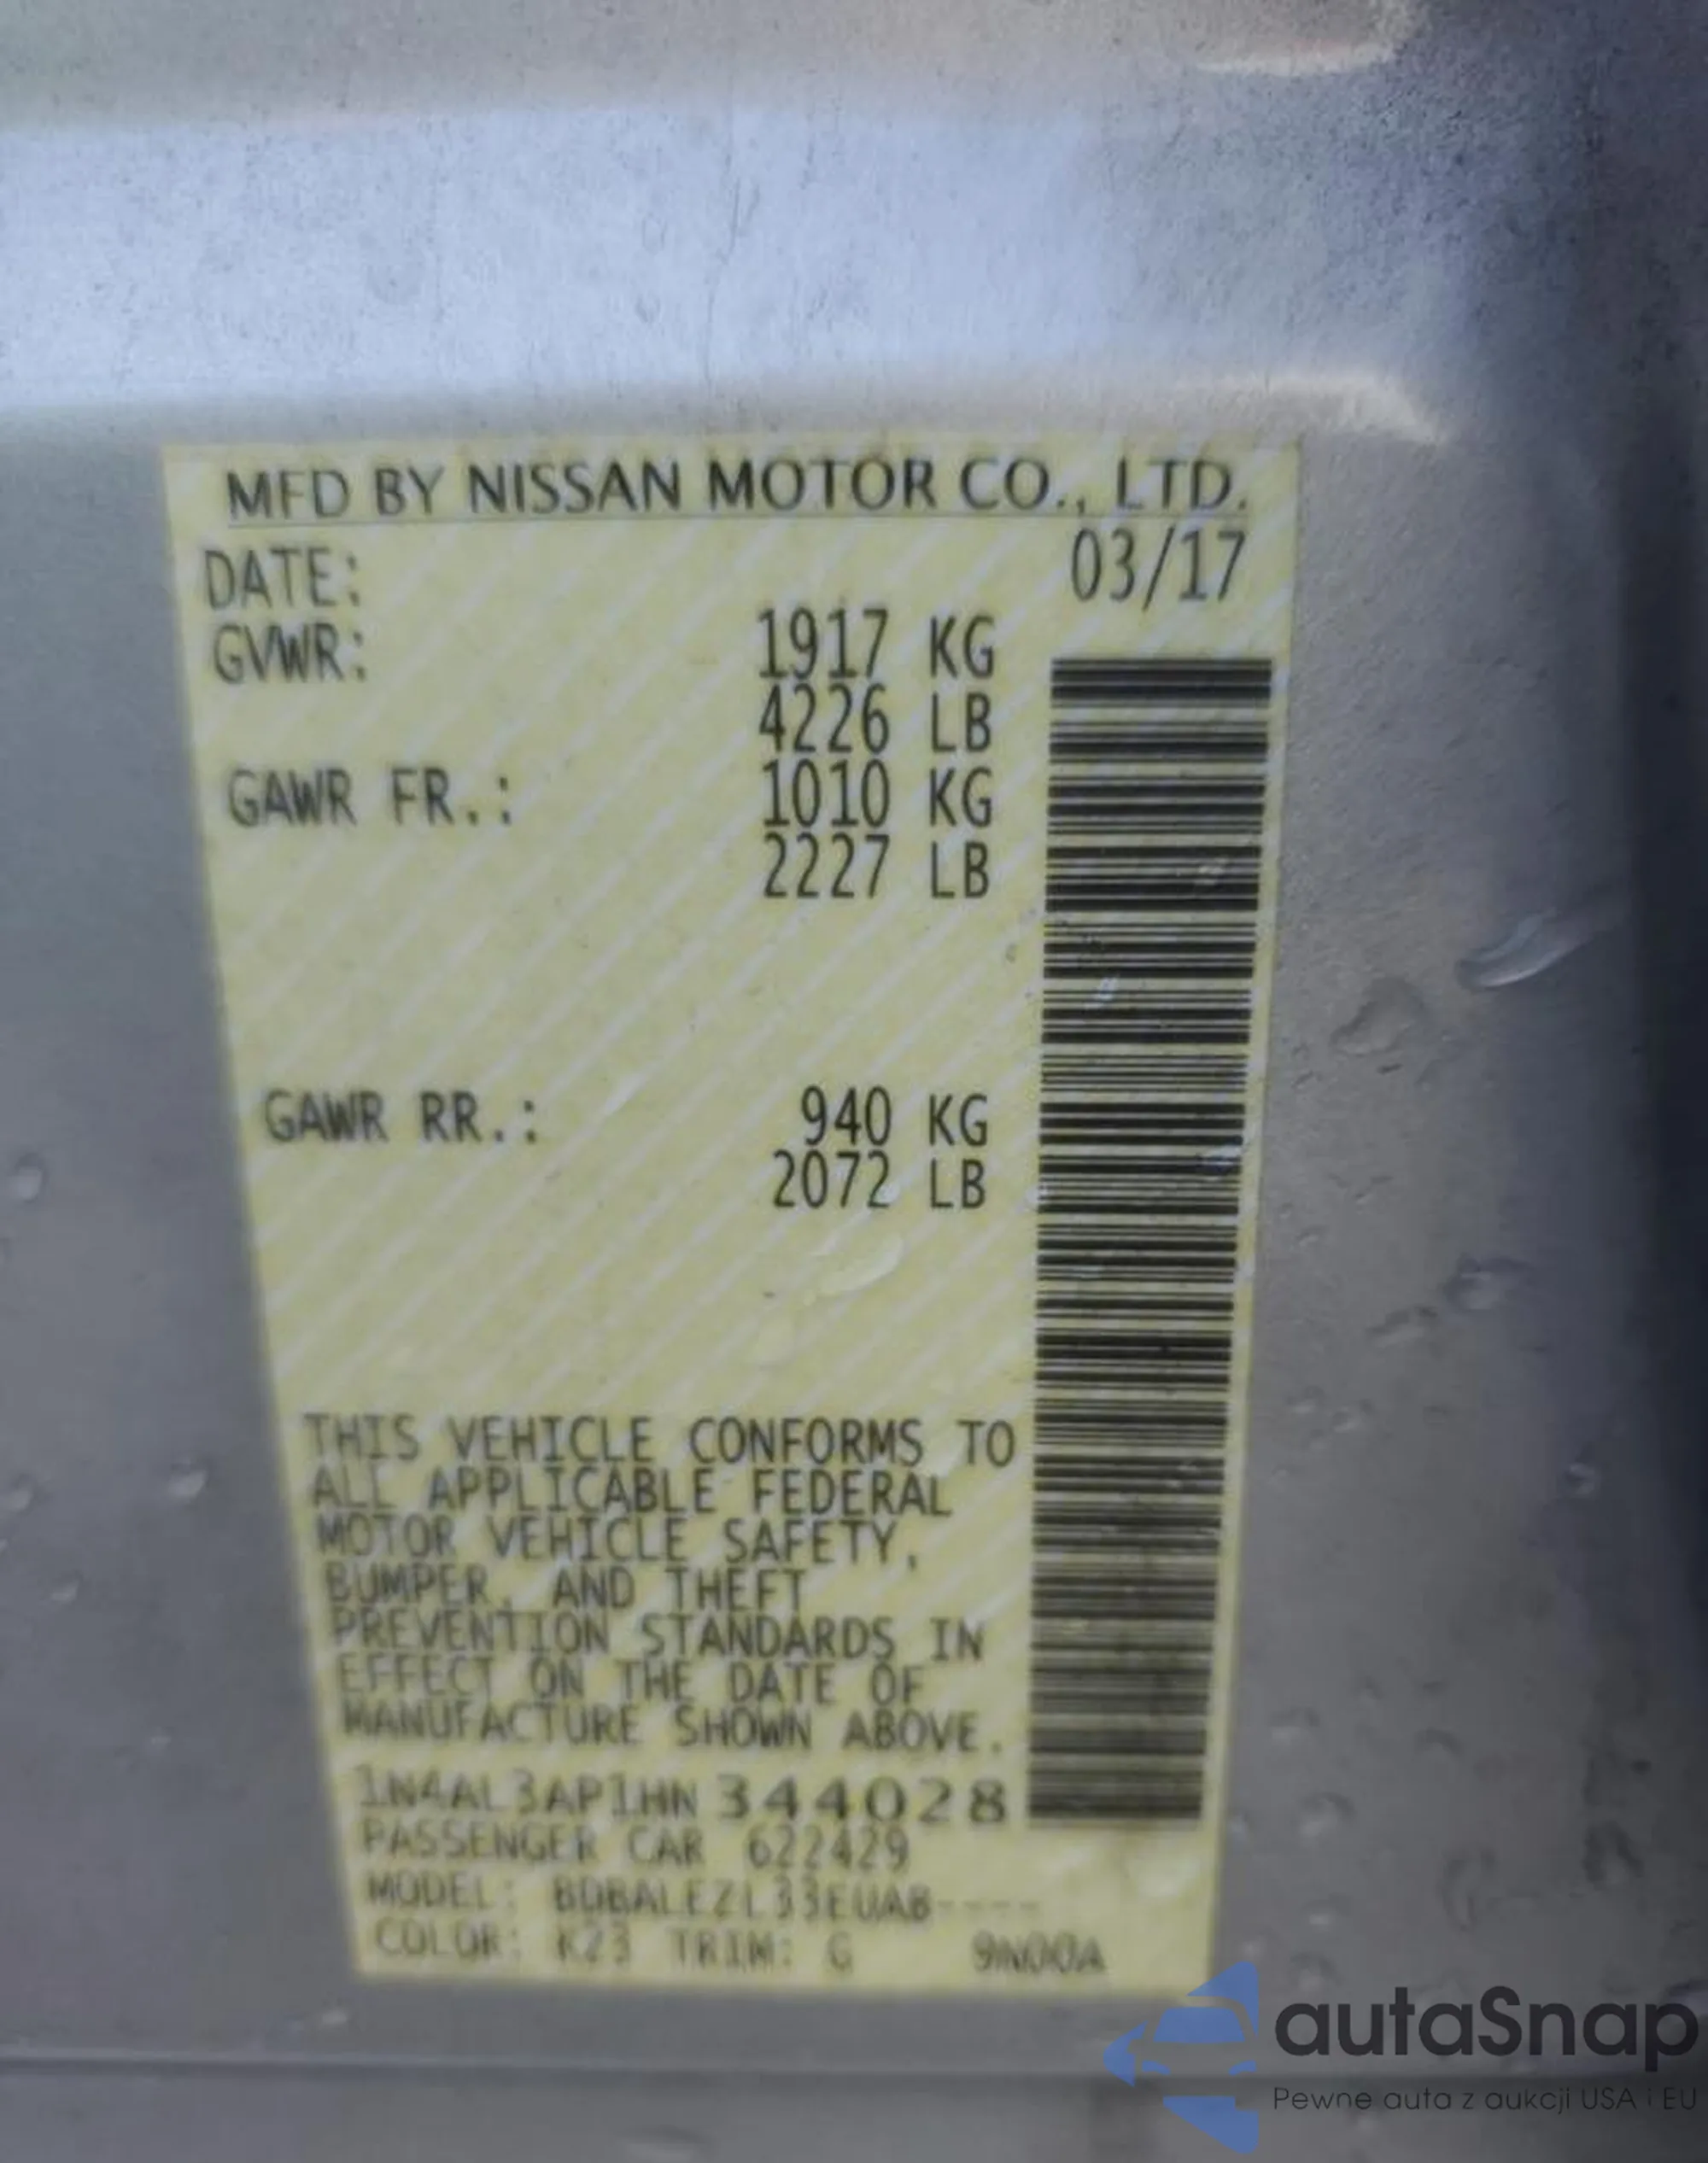 MFD BY NISSAN MOTOR CO., LTD.
DATE: 03/17
GVWR: 1917 KG
4226 LB
GAWR FR.: 1010 KG
2227 LB
GAWR RR.: 940 KG
2072 LB
THIS VEHICLE CONFORMS TO
ALL APPLICABLE FEDERAL
MOTOR VEHICLE SAFETY,
BUMPER, AND THEFT
PREVENTION STANDARDS IN
EFFECT ON THE DATE OF
MANUFACTURE SHOWN ABOVE.
1N4AL3AP1HN344028
PASSENGER CAR 622429
MODEL: BDBALEZL33EUAB----
COLOR: K23 TRIM: G 9N00A
autaSnap
Pewne auta z aukcji USA i EU